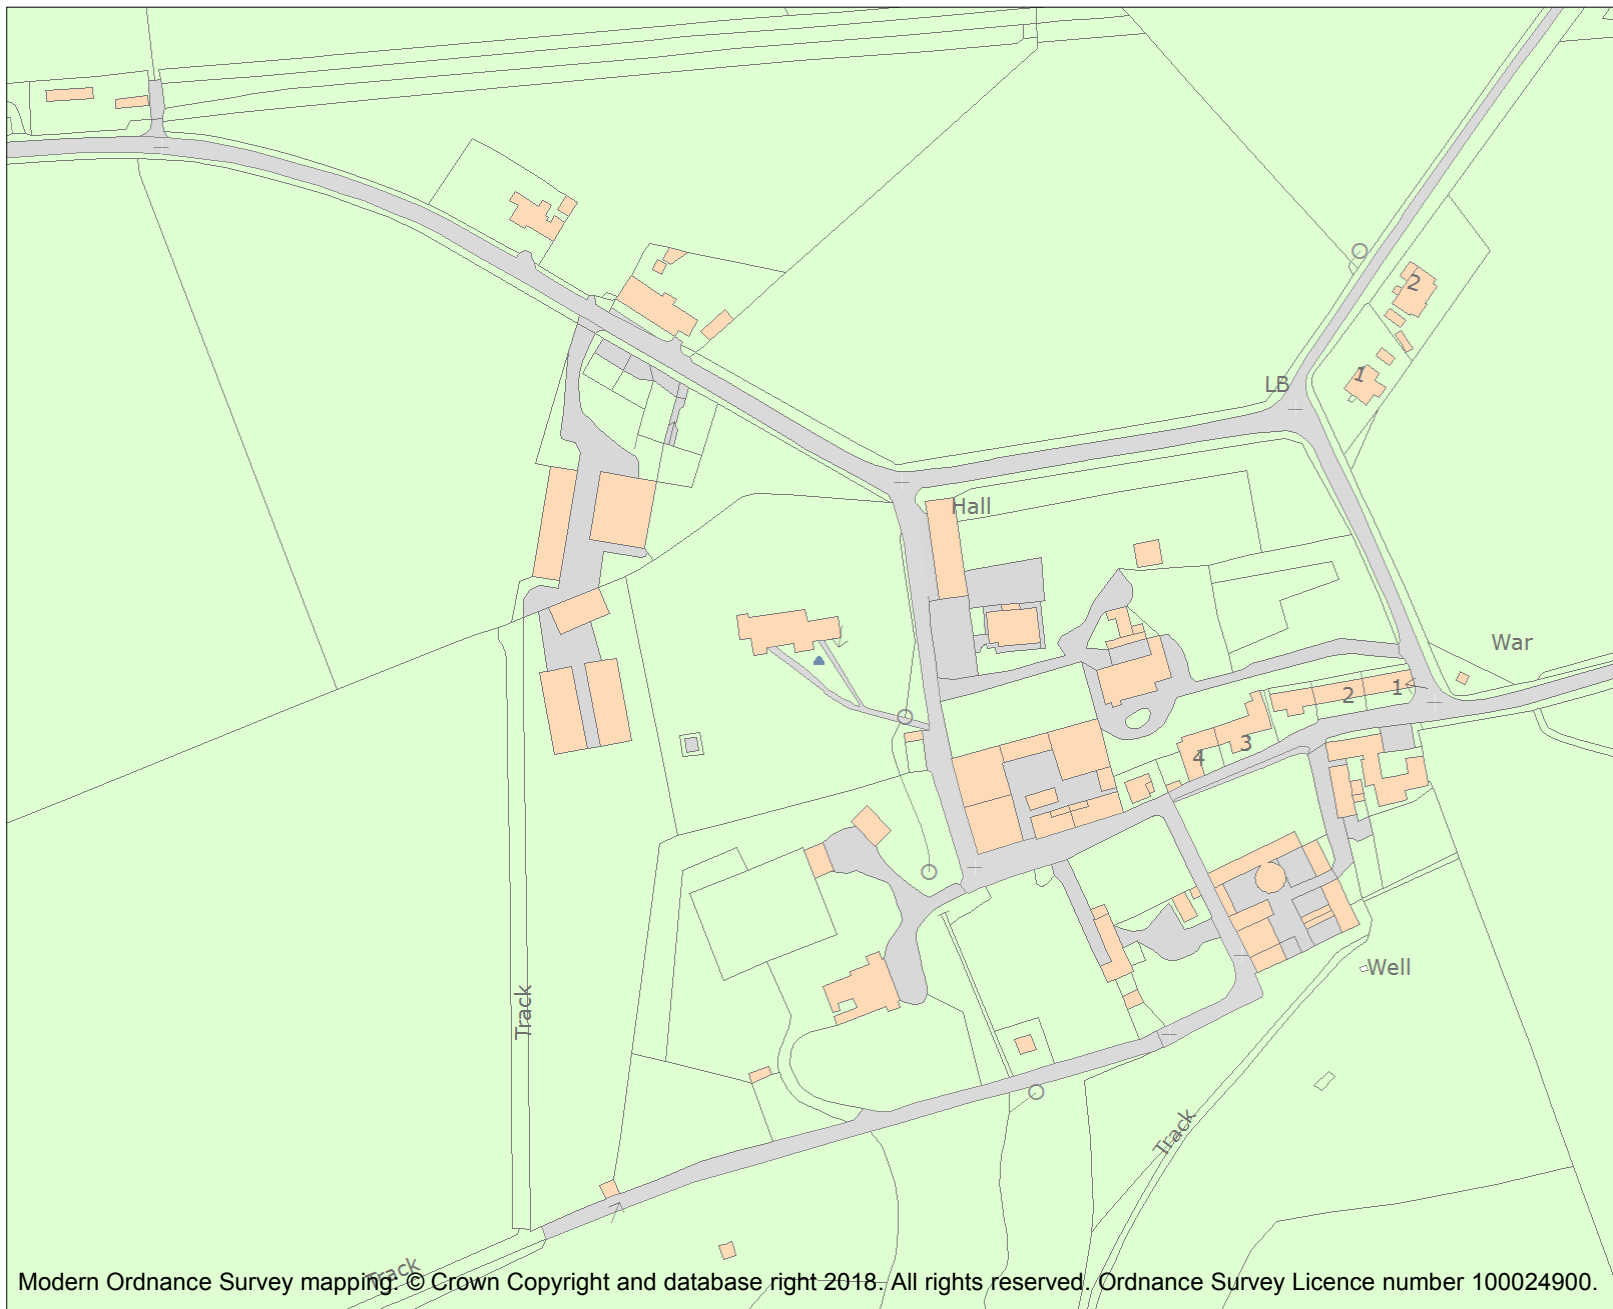 2
1
LB
Hall
War
2
1
3
4
Well
Track
Track
Track
Modern Ordnance Survey mapping: © Crown Copyright and database right 2018. All rights reserved. Ordnance Survey Licence number 100024900.